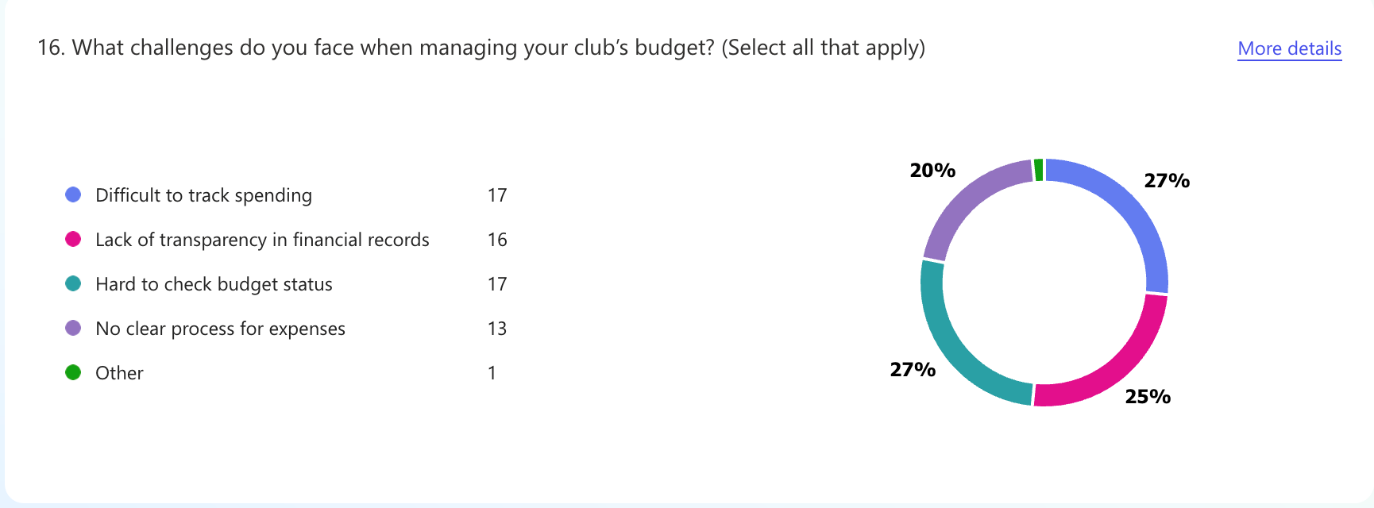 16. What challenges do you face when managing your club's budget? (Select all that apply)
More details
Difficult to track spending 17
Lack of transparency in financial records 16
Hard to check budget status 17
No clear process for expenses 13
Other 1
20%
27%
27%
25%